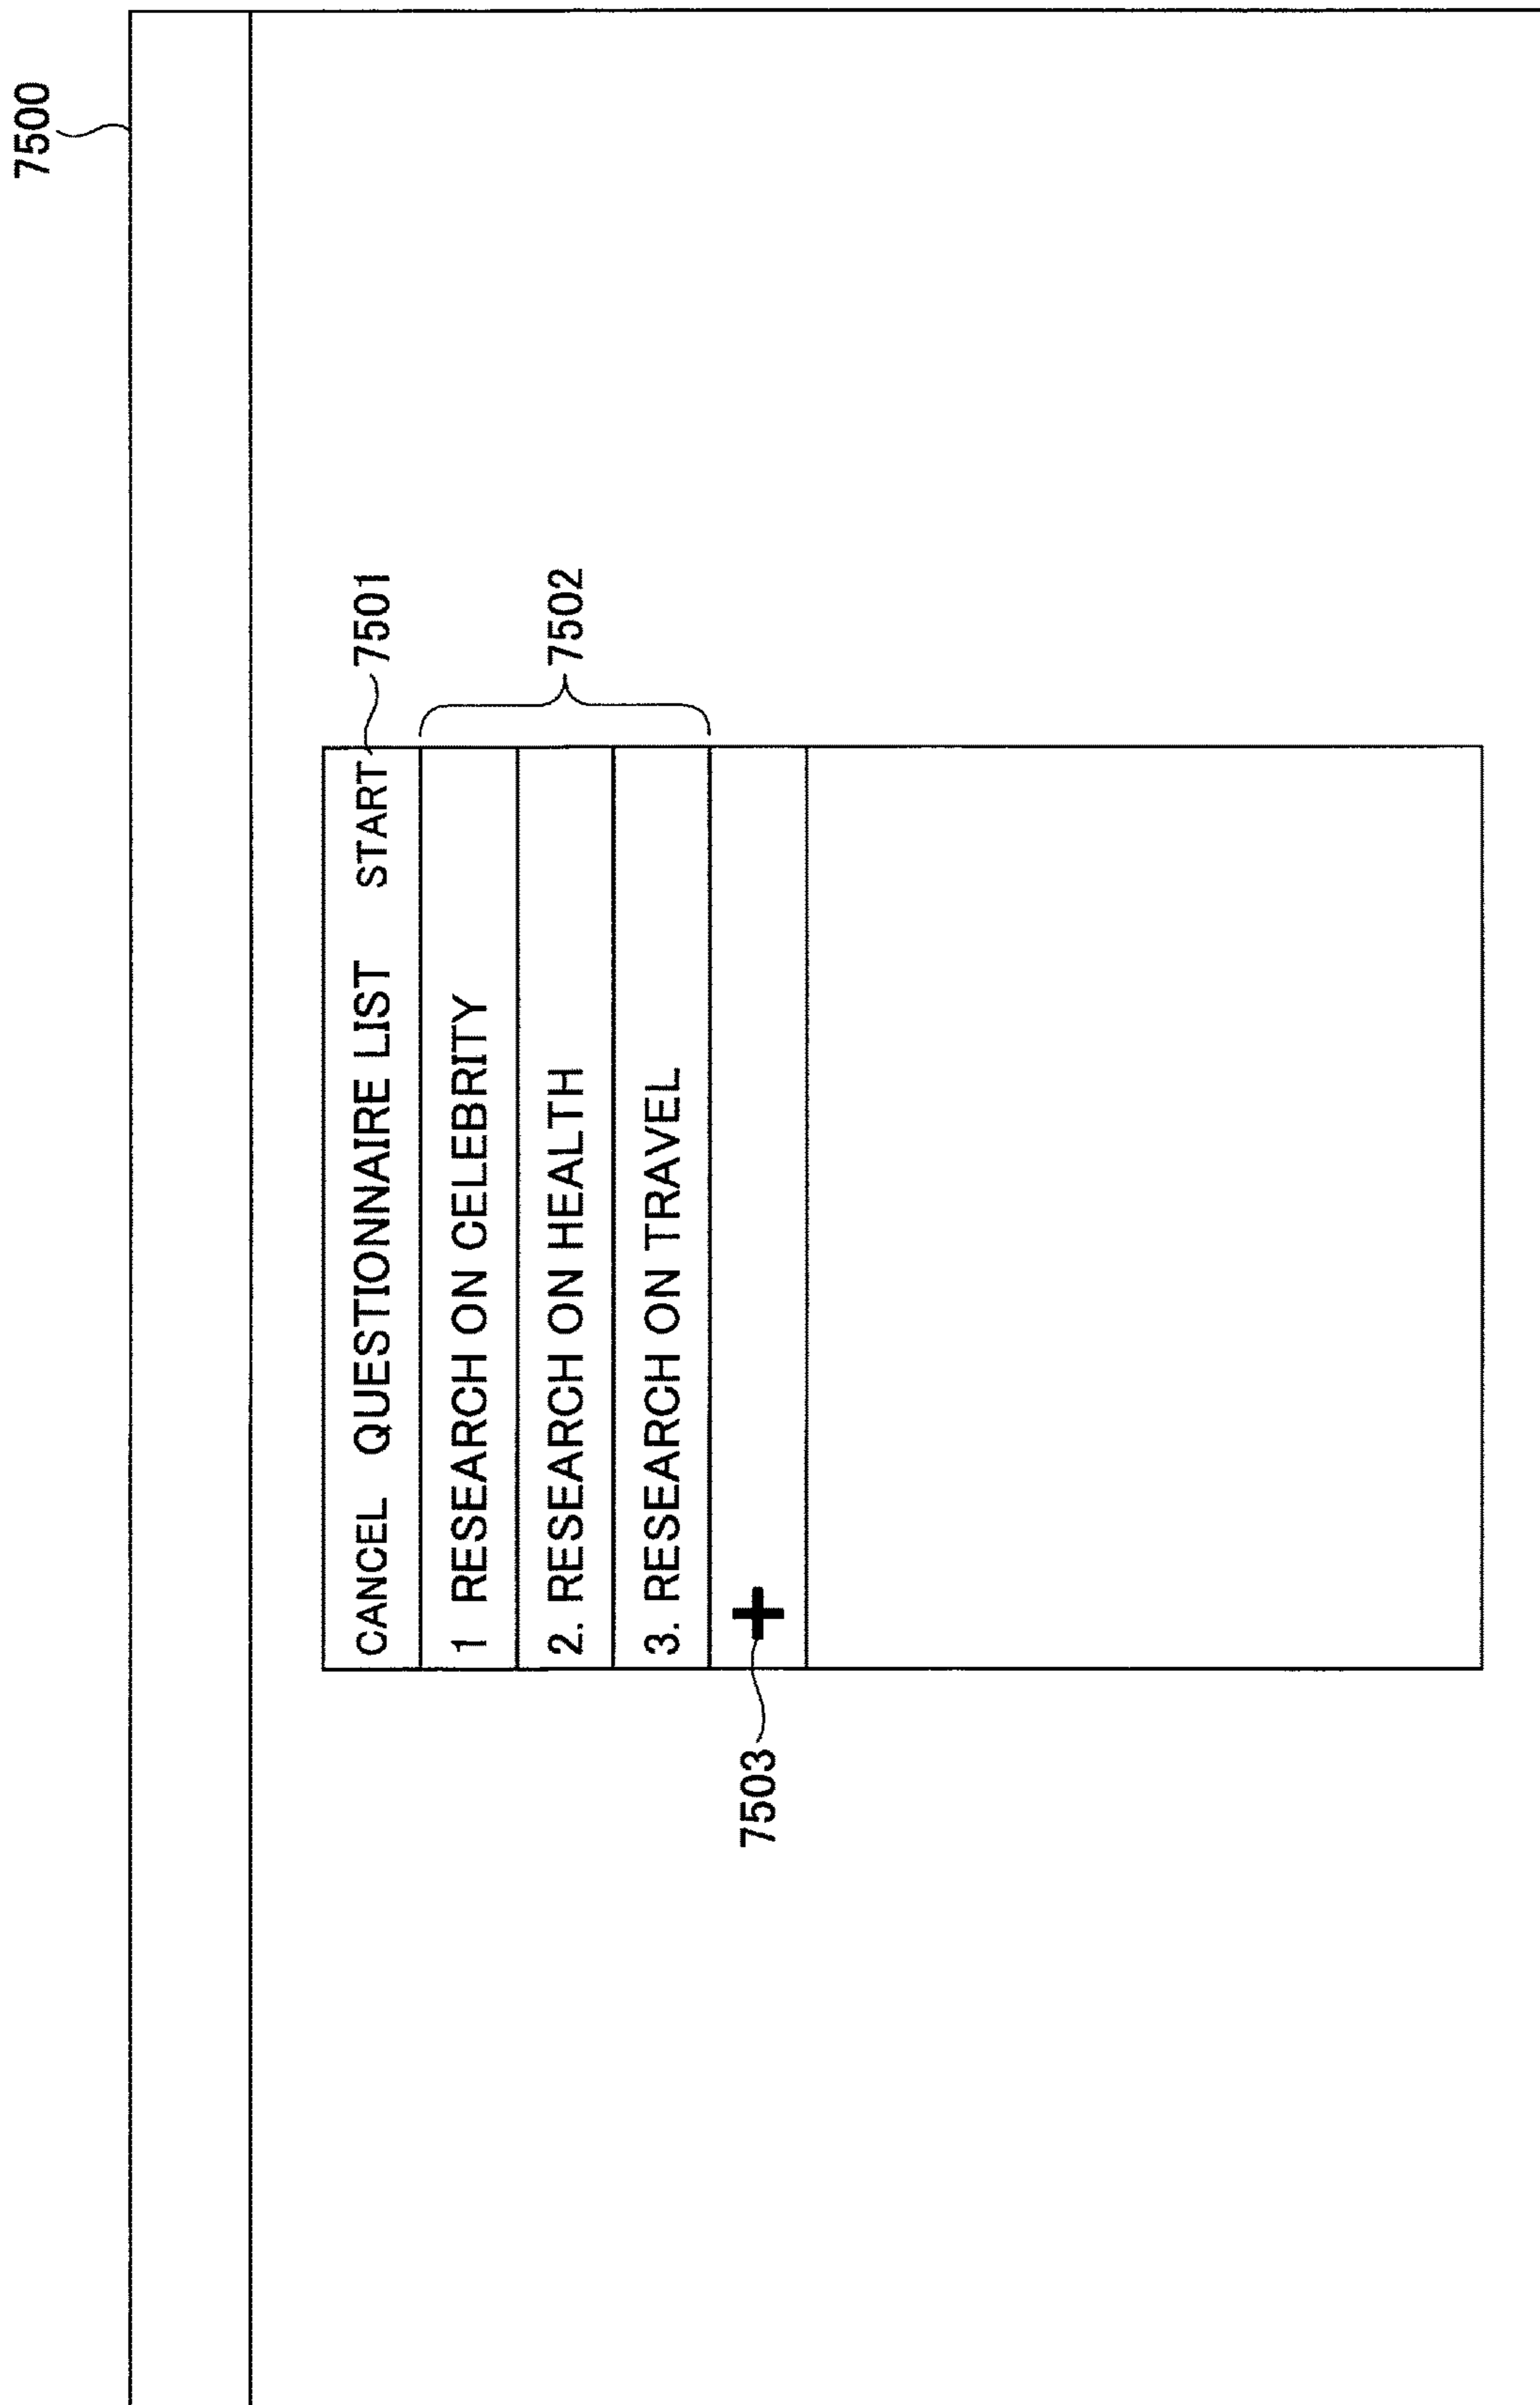 7500
CANCEL QUESTIONNAIRE LIST START
7501
1 RESEARCH ON CELEBRITY
2. RESEARCH ON HEALTH
7502
3. RESEARCH ON TRAVEL
+
7503